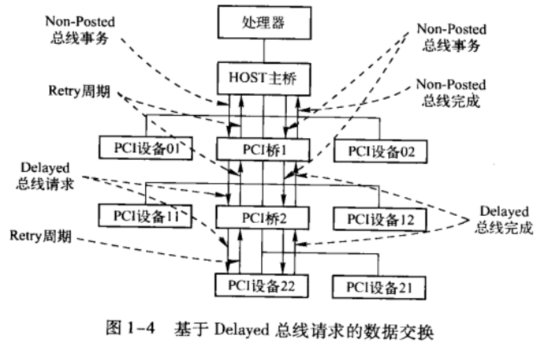 处理器
Non-Posted
总线事务
Non-Posted
总线事务
HOST主桥
Non-Posted
总线完成
Retry周期
PCI设备01
PCI桥1
PCI设备02
Delayed
总线请求
PCI设备11
PCI桥2
PCI设备12
Delayed
总线完成
Retry周期
PCI设备22
PCI设备21
图 1-4 基于 Delayed 总线请求的数据交换